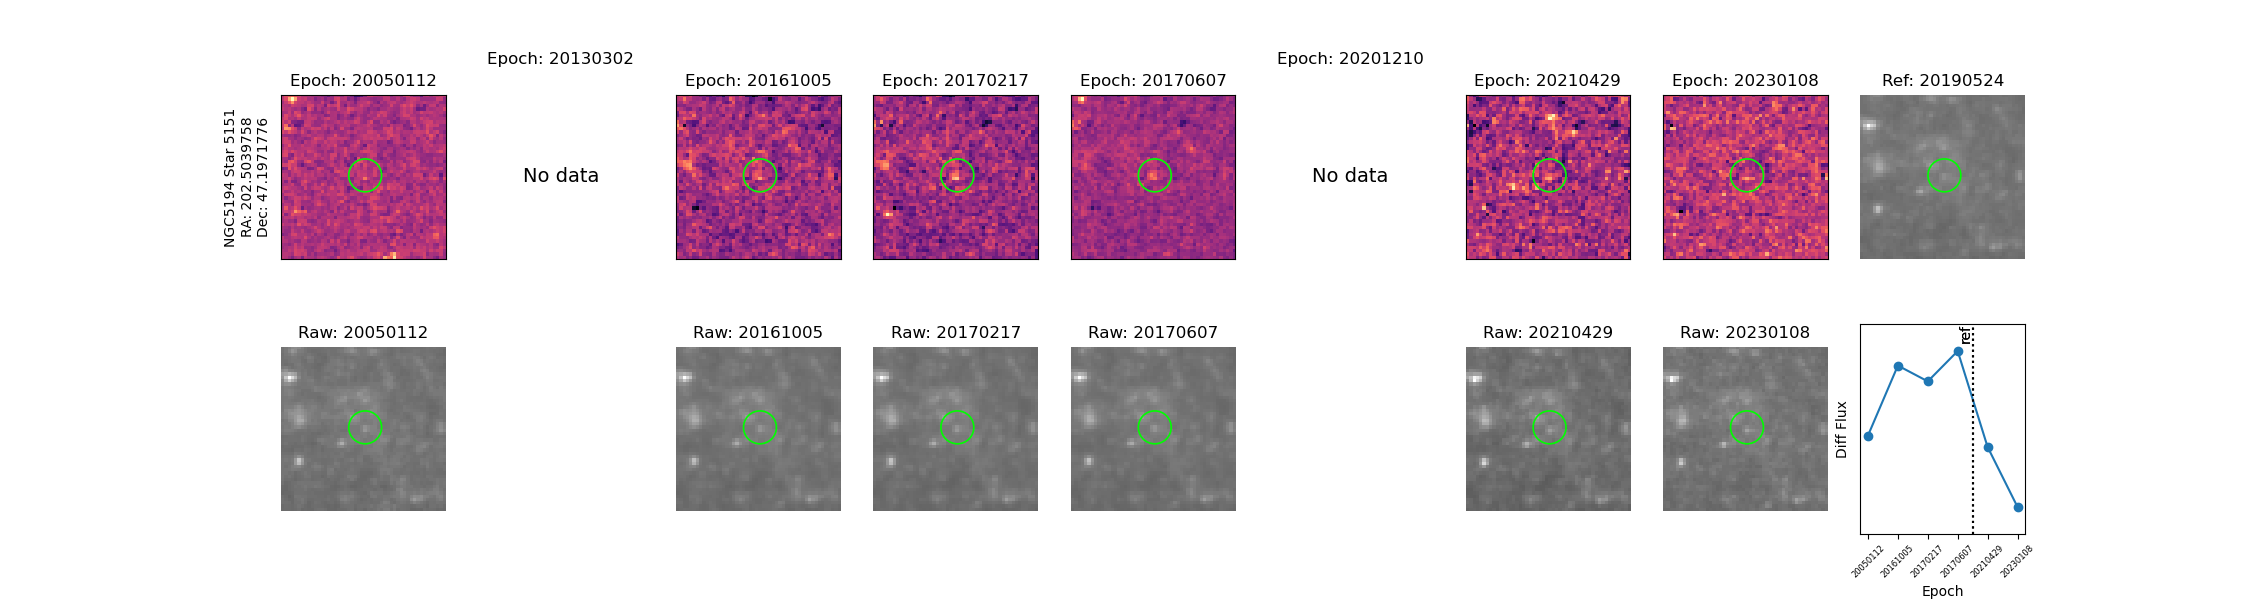 Epoch: 20130302
Epoch: 20201210
Epoch: 20050112
Epoch: 20161005
Epoch: 20170217
Epoch: 20170607
Epoch: 20210429
Epoch: 20230108
Ref: 20190524
NGC5194 Star 5151
RA: 202.5039758
Dec: 47.1971776
No data
No data
Raw: 20050112
Raw: 20161005
Raw: 20170217
Raw: 20170607
Raw: 20210429
Raw: 20230108
ref
Diff Flux
20050112
20161005
20170217
20170607
20210429
20230108
Epoch